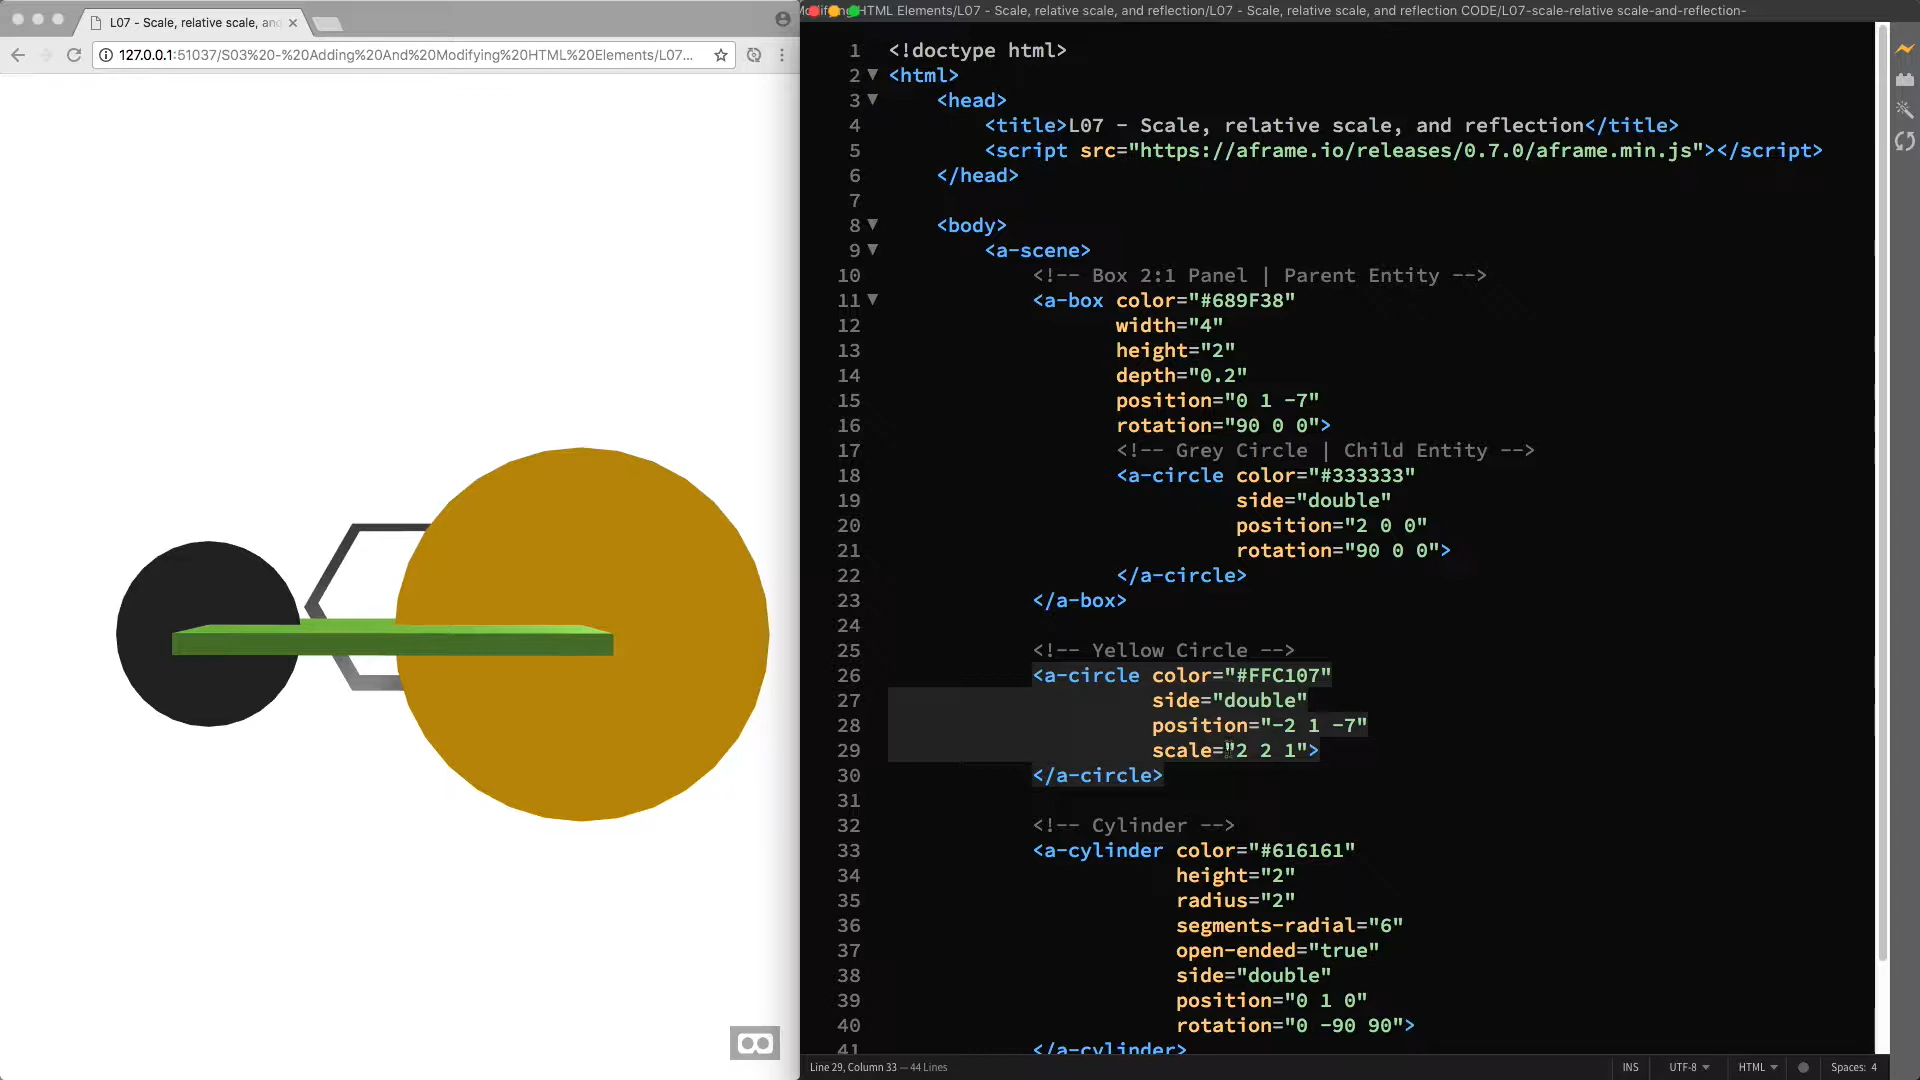 L07 - Scale, relative scale, and
127.0.0.1:51037/S03%20-%20Adding%20And%20Modifying%20HTML%20Elements/L07...
HTML Elements/L07 - Scale, relative scale, and reflection/L07 - Scale, relative scale, and reflection CODE/L07-scale-relative scale-and-reflection-
1 <!doctype html>
2 <html>
3 <head>
4 <title>L07 - Scale, relative scale, and reflection</title>
5 <script src="https://aframe.io/releases/0.7.0/aframe.min.js"></script>
6 </head>
7
8 <body>
9 <a-scene>
10 <!-- Box 2:1 Panel | Parent Entity -->
11 <a-box color="#689F38"
12 width="4"
13 height="2"
14 depth="0.2"
15 position="0 1 -7"
16 rotation="90 0 0">
17 <!-- Grey Circle | Child Entity -->
18 <a-circle color="#333333"
19 side="double"
20 position="2 0 0"
21 rotation="90 0 0">
22 </a-circle>
23 </a-box>
24
25 <!-- Yellow Circle -->
26 <a-circle color="#FFC107"
27 side="double"
28 position="-2 1 -7"
29 scale="2 2 1">
30 </a-circle>
31
32 <!-- Cylinder -->
33 <a-cylinder color="#616161"
34 height="2"
35 radius="2"
36 segments-radial="6"
37 open-ended="true"
38 side="double"
39 position="0 1 0"
40 rotation="0 -90 90">
41 </a-cylinder>
Line 29, Column 33 — 44 Lines
INS UTF-8 HTML Spaces: 4